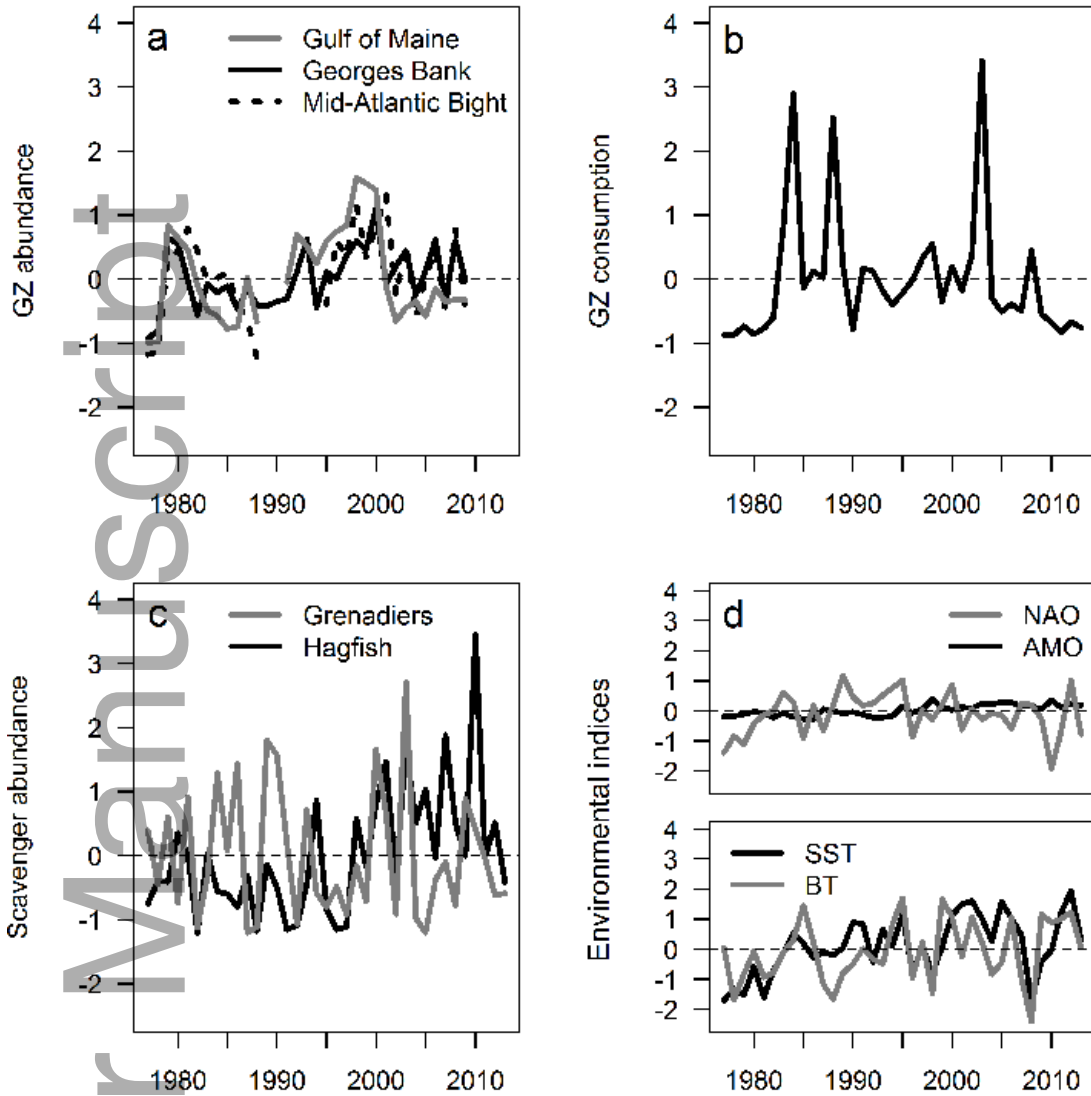 a
Gulf of Maine
Georges Bank
Mid-Atlantic Bight
GZ abundance
4
3
2
1
0
-1
-2
1980 1990 2000 2010
b
GZ consumption
4
3
2
1
0
-1
-2
1980 1990 2000 2010
c
Grenadiers
Hagfish
Scavenger abundance
4
3
2
1
0
-1
-2
1980 1990 2000 2010
d
NAO
AMO
Environmental indices
4
3
2
1
0
-1
-2
SST
BT
4
3
2
1
0
-1
-2
1980 1990 2000 2010
r Manuscript